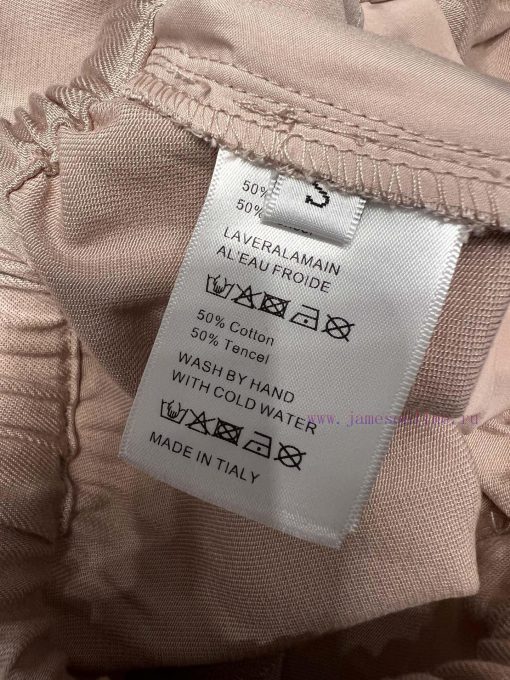 S
50%
50%
LAVERALAMAIN
AL'EAU FROIDE
50% Cotton
50% Tencel
WASH BY HAND
WITH COLD WATER
MADE IN TIALY